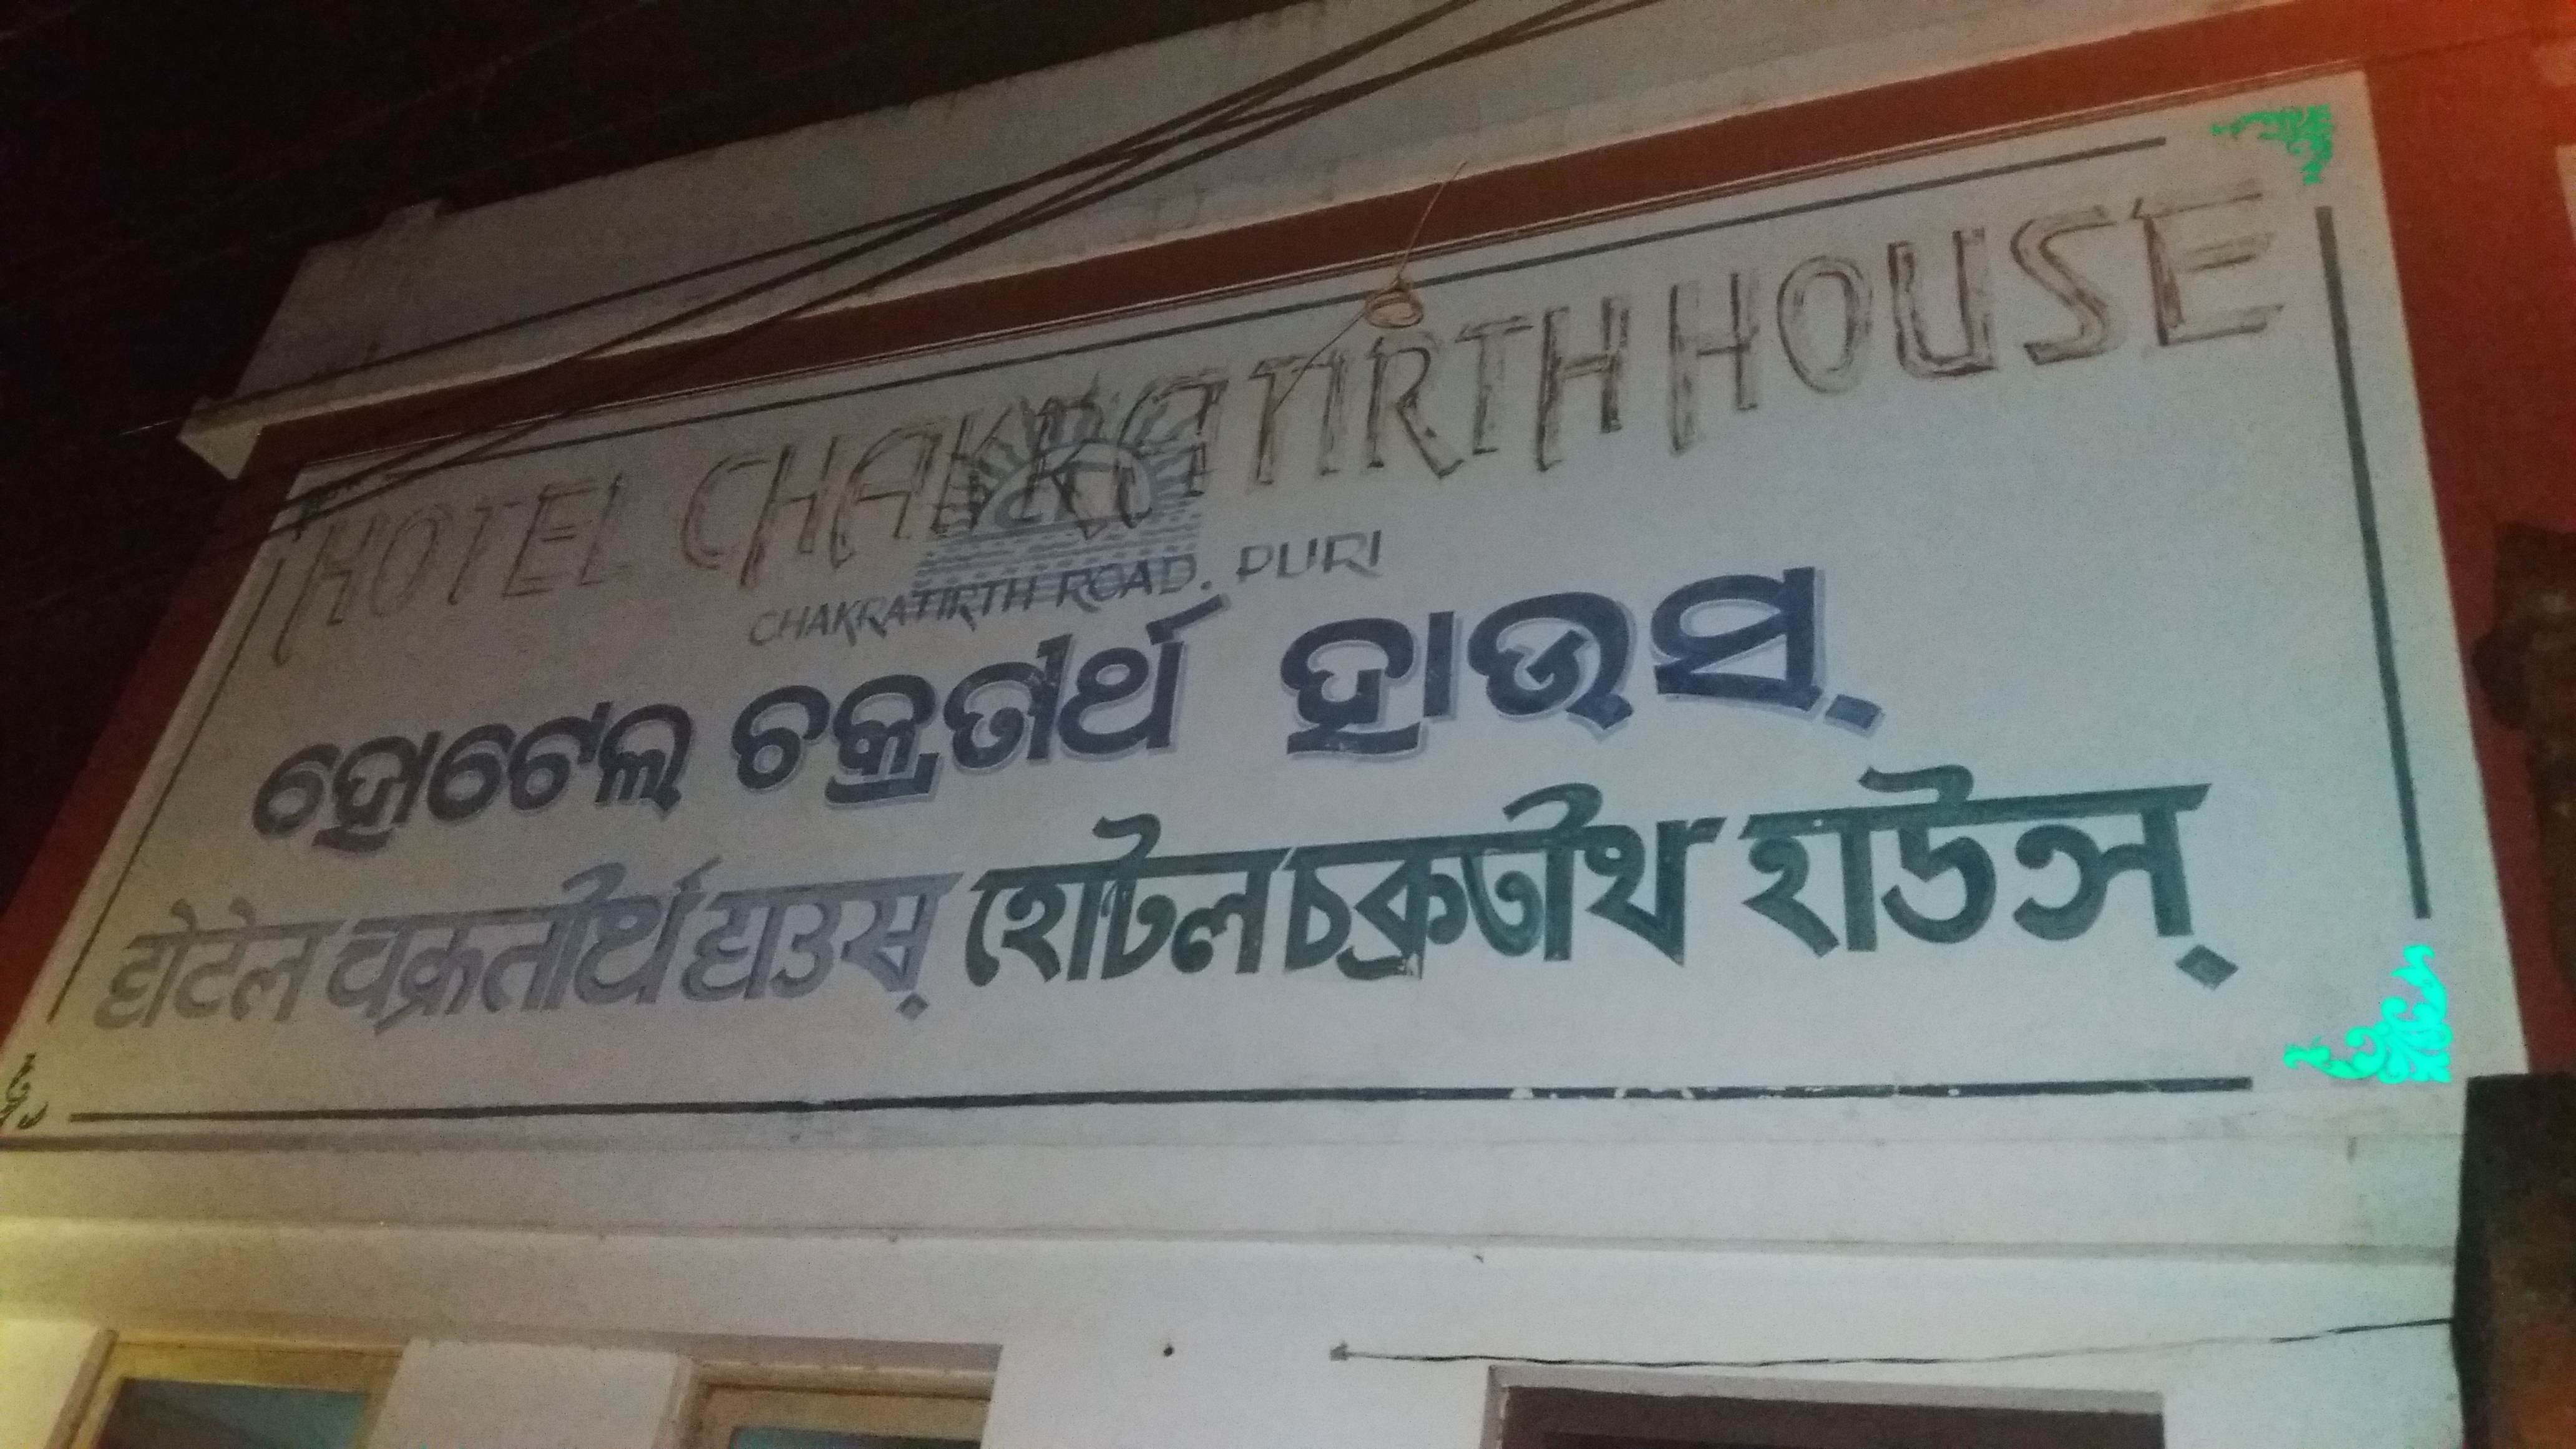 HOTEL CHAKRATIRTH HOUSE
CHAKRATIRTH ROAD. PURI
ହୋଟେଲ ଚକ୍ରତୀର୍ଥ ହାଉସ୍
होटेल चक्रतीर्थ हाउस् হোটেল চক্রতীর্থ হাউস্